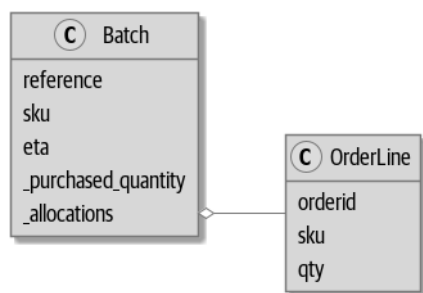 C Batch
reference
sku
eta
_purchased_quantity
_allocations
C OrderLine
orderid
sku
qty